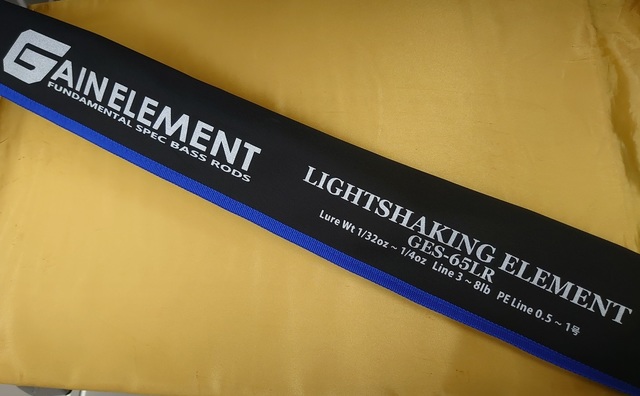 GAINELEMENT
FUNDAMENTAL SPEC BASS RODS
LIGHTSHAKING ELEMENT
GES-65LR
Lure Wt 1/32oz ~ 1/4oz Line 3 ~ 8lb PE Line 0.5 ~ 1号